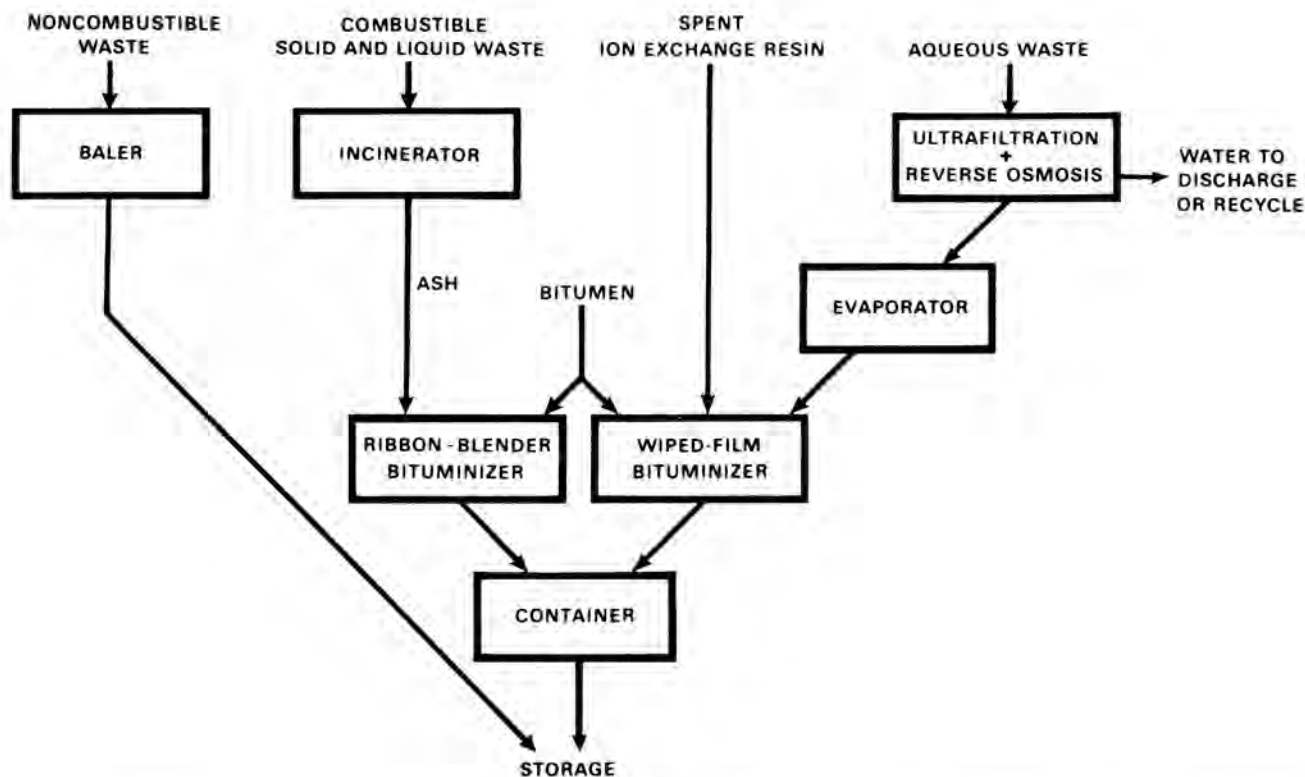 NONCOMBUSTIBLE
WASTE
COMBUSTIBLE
SOLID AND LIQUID WASTE
SPENT
ION EXCHANGE RESIN
AQUEOUS WASTE
BALER
INCINERATOR
ULTRAFILTRATION
+
REVERSE OSMOSIS
WATER TO
DISCHARGE
OR RECYCLE
ASH
BITUMEN
EVAPORATOR
RIBBON-BLENDER
BITUMINIZER
WIPED-FILM
BITUMINIZER
CONTAINER
STORAGE